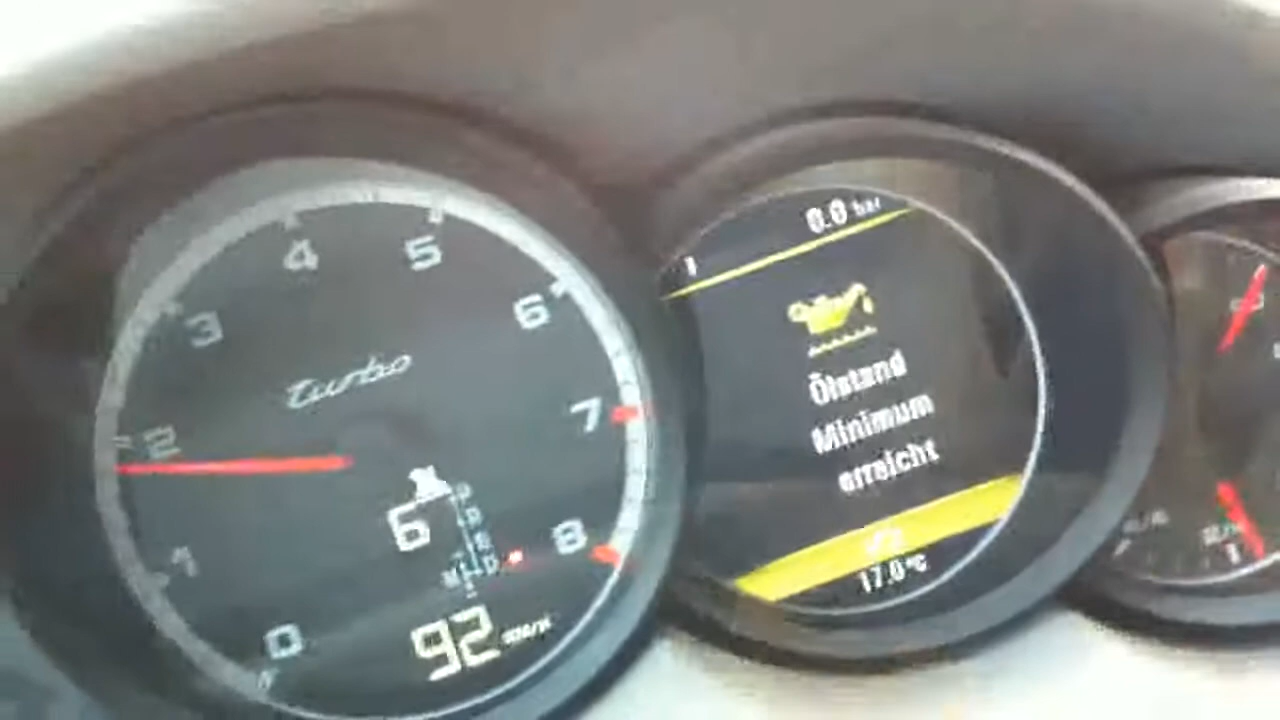 4
5
3
6
Turbo
7
2
6
1
8
0
92 km/h
0.0 bar
Ölstand
Minimum
erreicht
17.0 °C